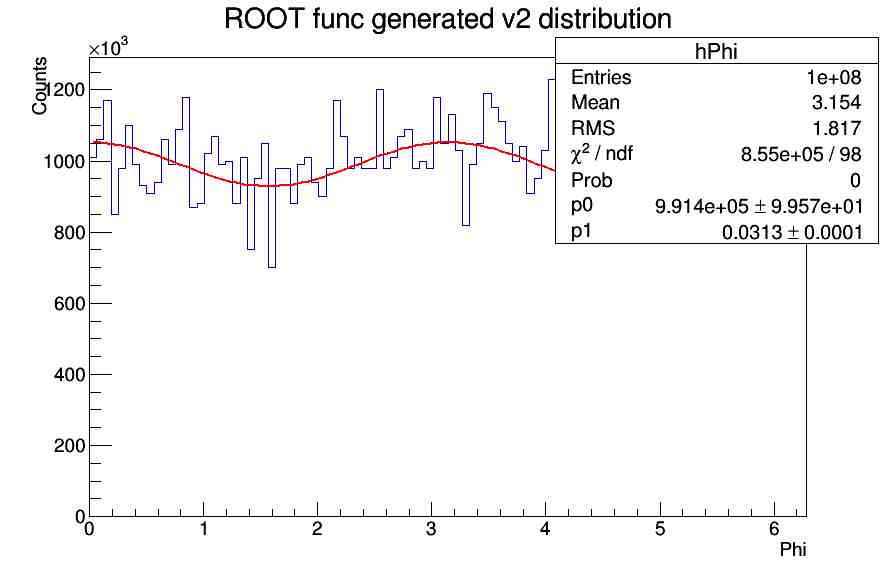 ROOT func generated v2 distribution
×10³
Counts
hPhi
Entries 1e+08
Mean 3.154
RMS 1.817
χ² / ndf 8.55e+05 / 98
Prob 0
p0 9.914e+05 ± 9.957e+01
p1 0.0313 ± 0.0001
1200
1000
800
600
400
200
0
0 1 2 3 4 5 6
Phi